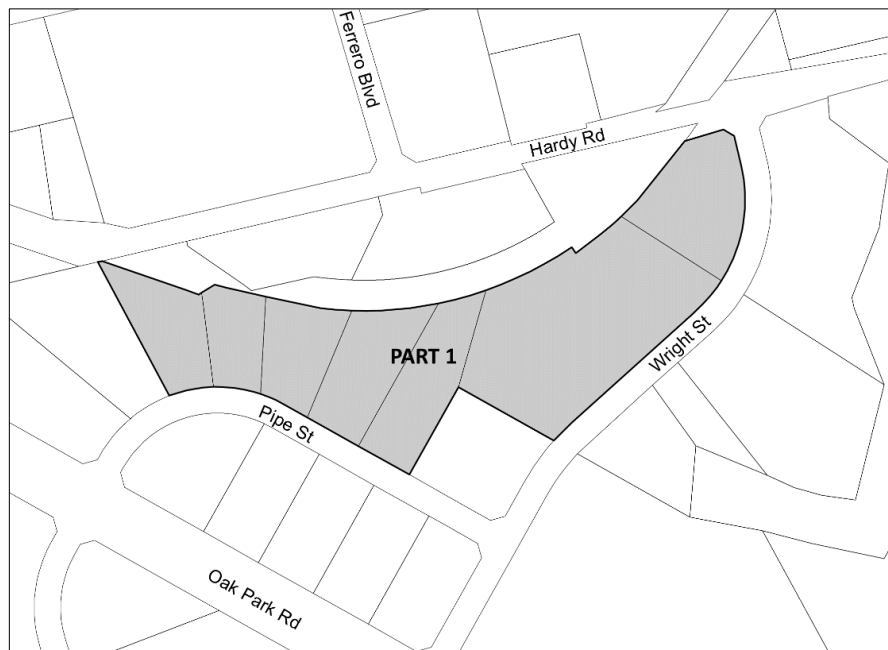 Ferrero Blvd
Hardy Rd
PART 1
Wright St
Pipe St
Oak Park Rd